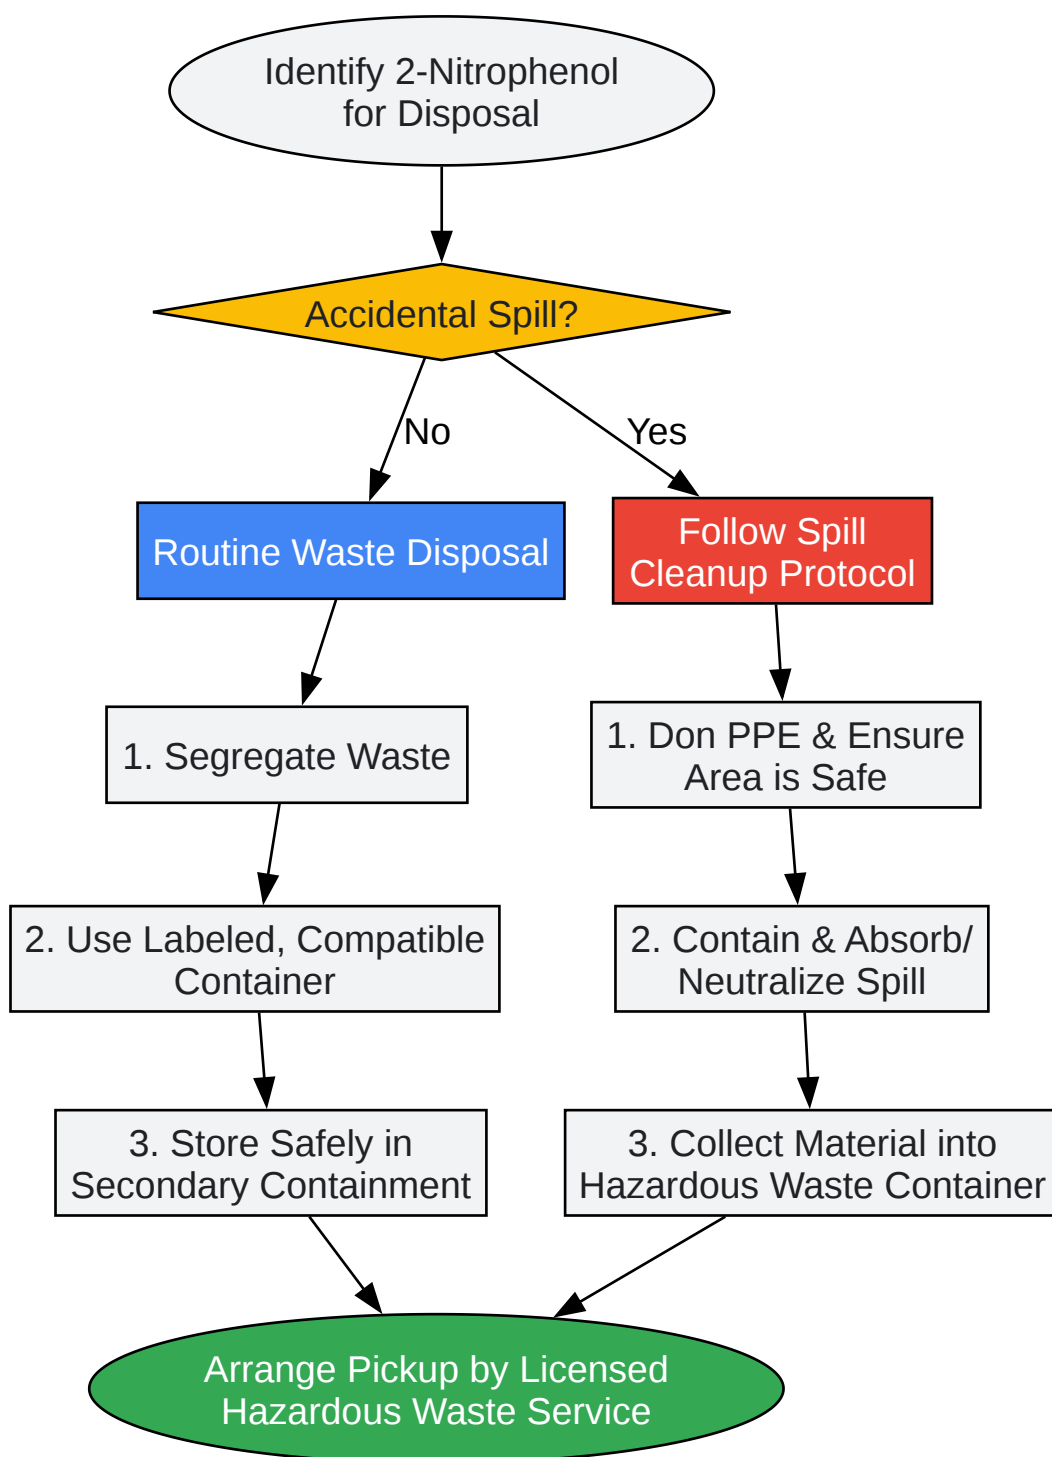 Identify 2-Nitrophenol
for Disposal
Accidental Spill?
No
Yes
Routine Waste Disposal
Follow Spill
Cleanup Protocol
1. Segregate Waste
1. Don PPE & Ensure
Area is Safe
2. Use Labeled, Compatible
Container
2. Contain & Absorb/
Neutralize Spill
3. Store Safely in
Secondary Containment
3. Collect Material into
Hazardous Waste Container
Arrange Pickup by Licensed
Hazardous Waste Service